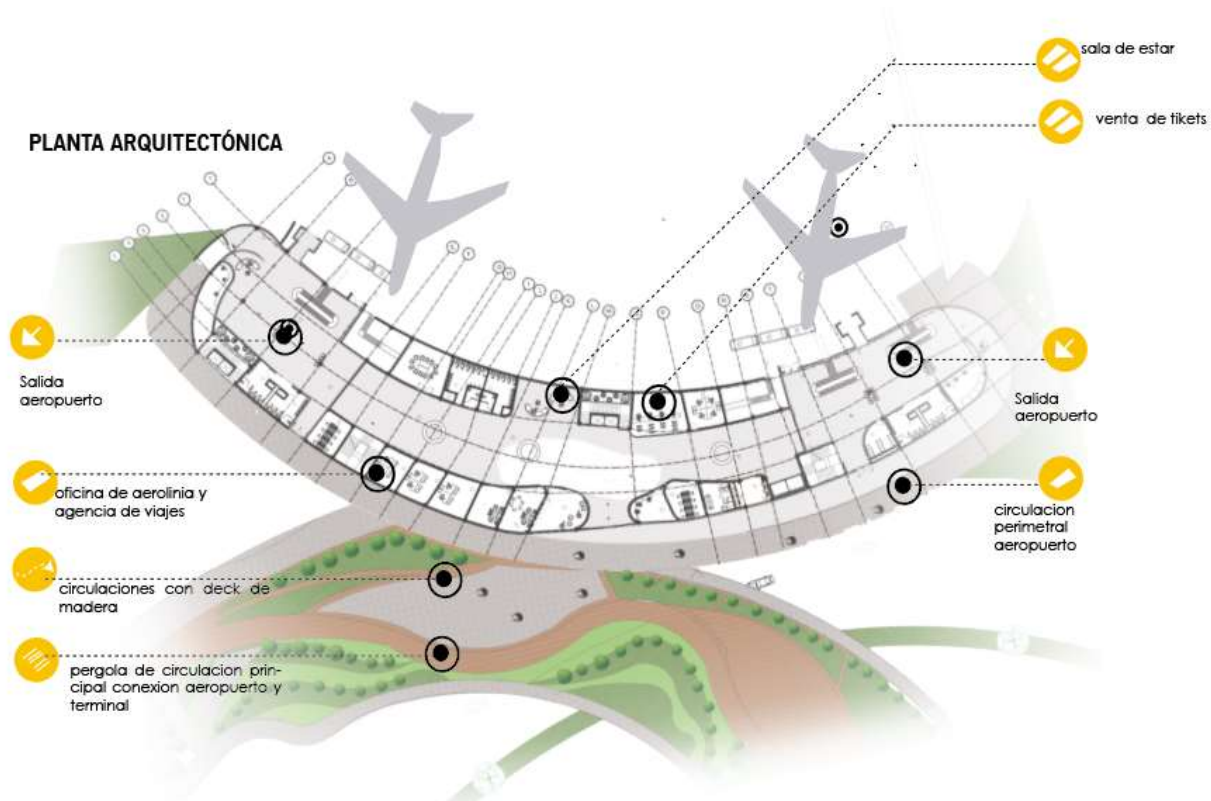 sala de estar
venta de tikets
PLANTA ARQUITECTÓNICA
Salida
aeropuerto
Salida
aeropuerto
oficina de aerolinia y
agencia de viajes
circulacion
perimetral
aeropuerto
circulaciones con deck de
madera
pergola de circulacion prin-
cipal conexion aeropuerto y
terminal